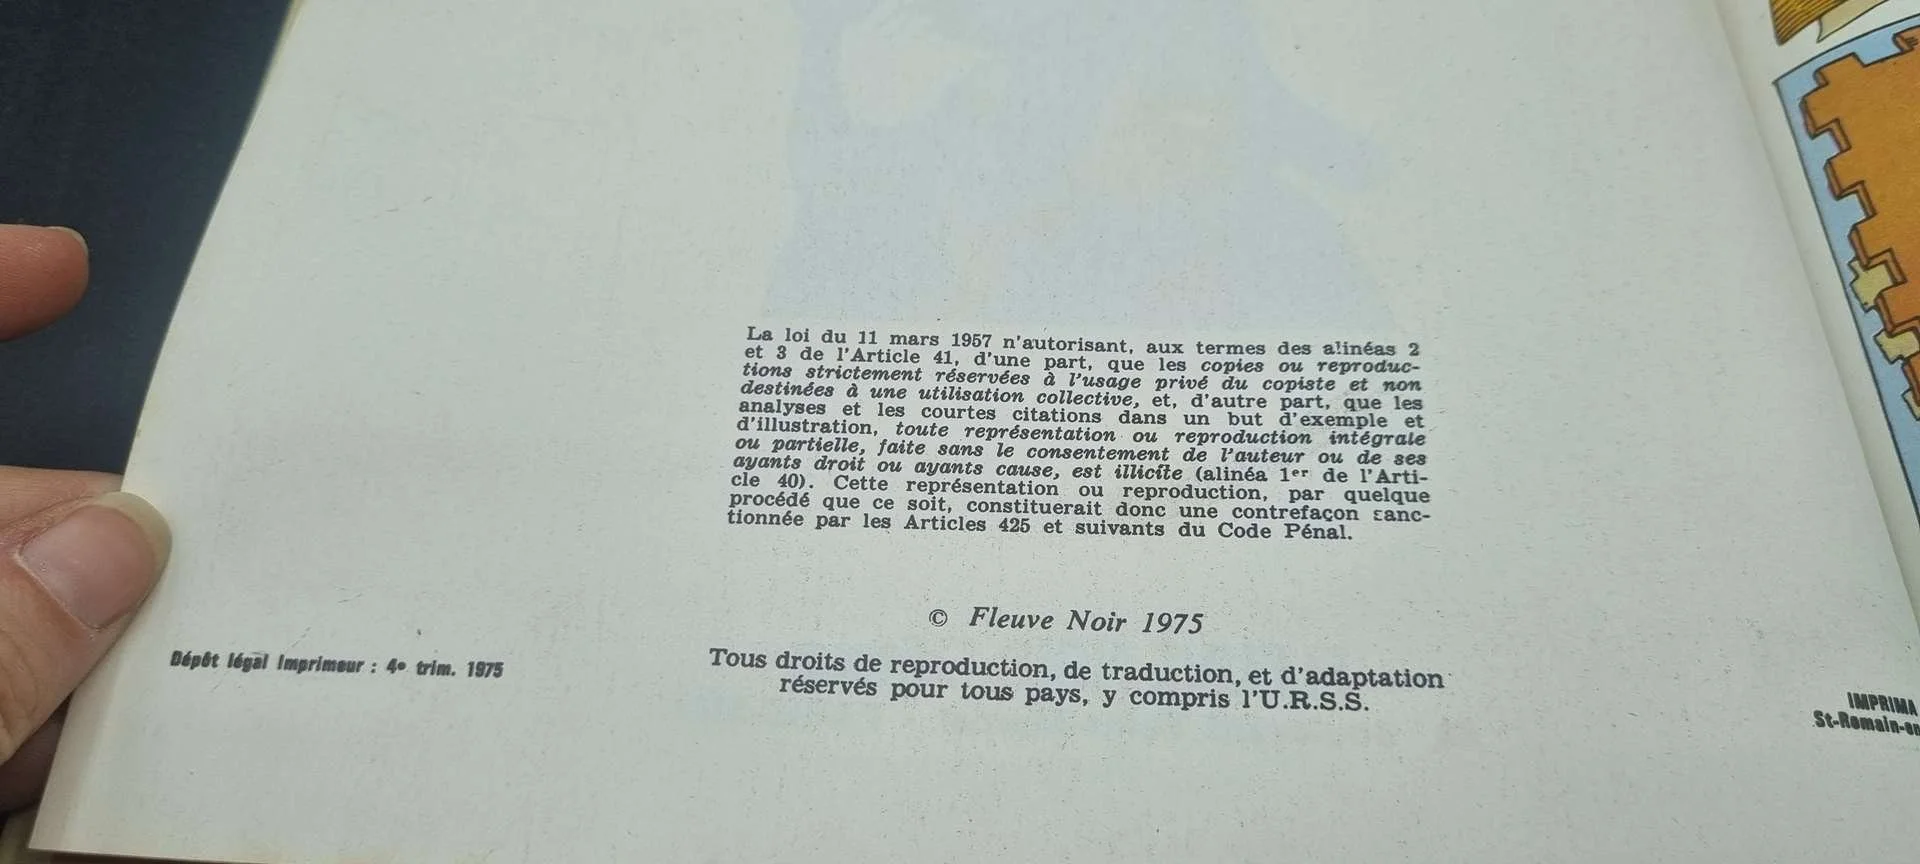 La loi du 11 mars 1957 n'autorisant, aux termes des alinéas 2
et 3 de l'Article 41, d'une part, que les copies ou reproduc-
tions strictement réservées à l'usage privé du copiste et non
destinées à une utilisation collective, et, d'autre part, que les
analyses et les courtes citations dans un but d'exemple et
d'illustration, toute représentation ou reproduction intégrale
ou partielle, faite sans le consentement de l'auteur ou de ses
ayants droit ou ayants cause, est illicite (alinéa 1er de l'Arti-
cle 40). Cette représentation ou reproduction, par quelque
procédé que ce soit, constituerait donc une contrefaçon sanc-
tionnée par les Articles 425 et suivants du Code Pénal.
© Fleuve Noir 1975
Dépôt légal Imprimeur : 4e trim. 1975
Tous droits de reproduction, de traduction, et d'adaptation
réservés pour tous pays, y compris l'U.R.S.S.
IMPRIMA
St-Romain-en